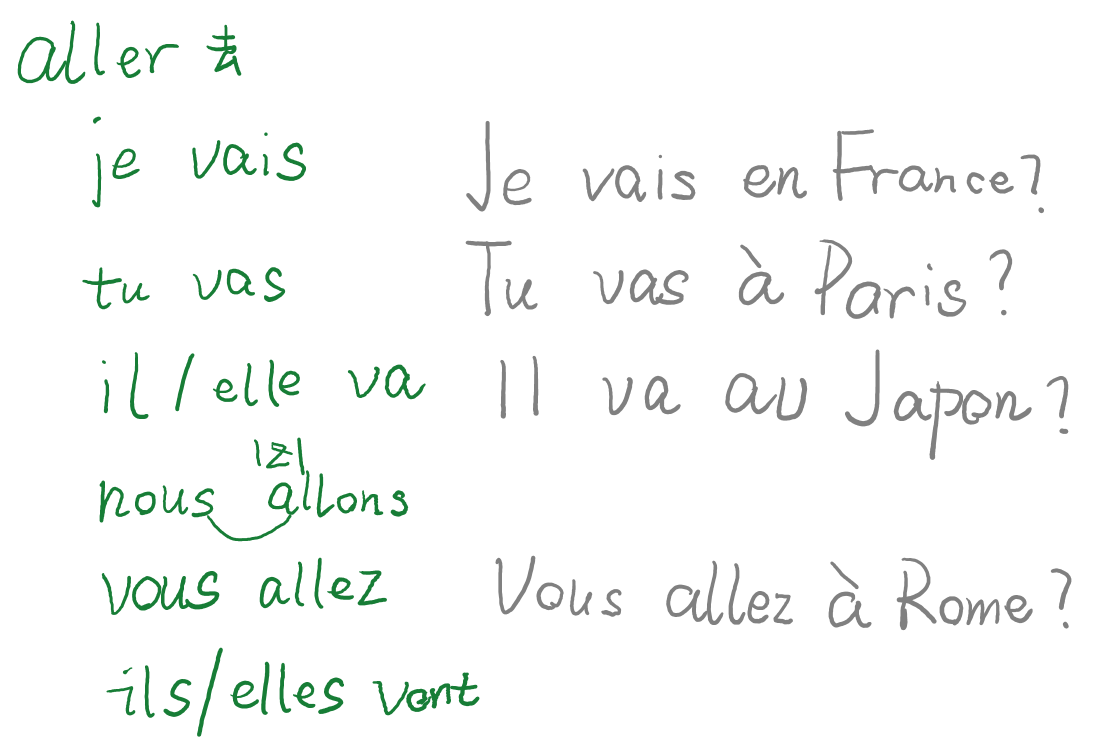 aller 去
je vais Je vais en France?
tu vas Tu vas à Paris?
il/elle va Il va au Japon?
|z|
nous allons
vous allez Vous allez à Rome?
ils/elles vont